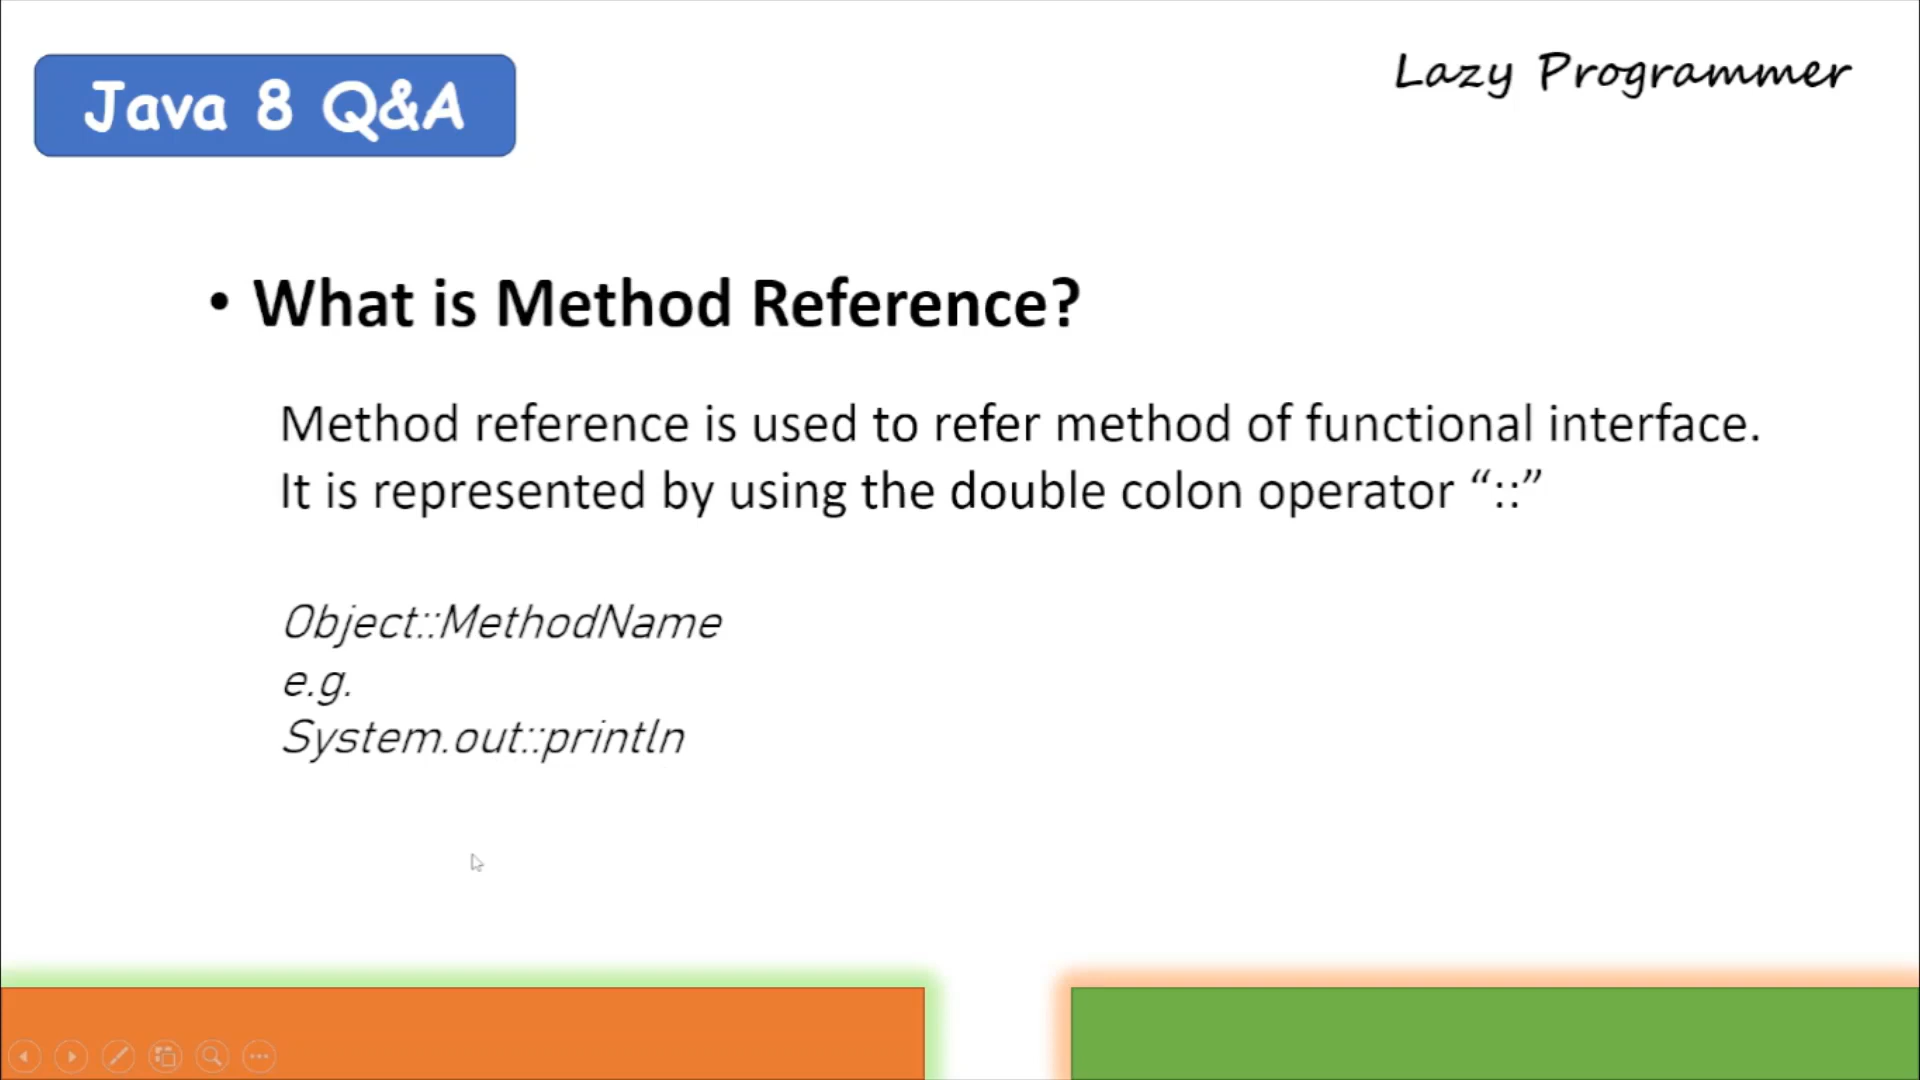 Java 8 Q&A
Lazy Programmer
• What is Method Reference?
Method reference is used to refer method of functional interface.
It is represented by using the double colon operator “::”
Object::MethodName
e.g.
System.out::println